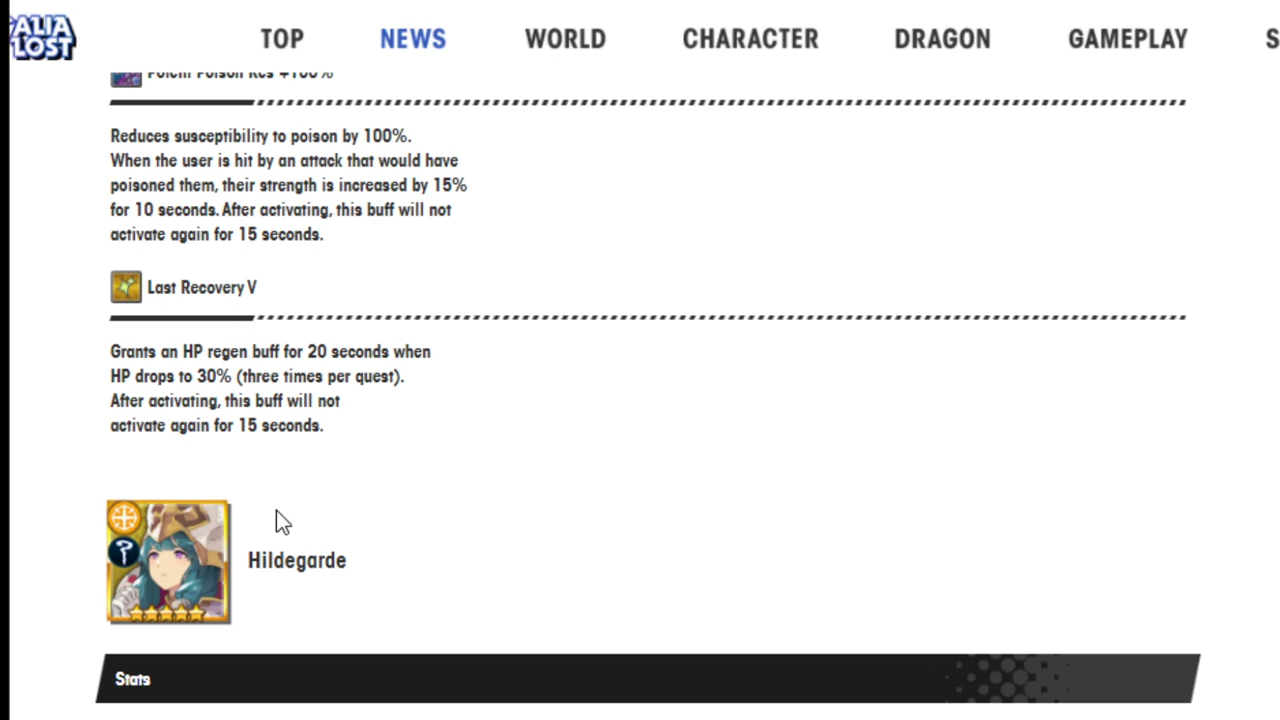 ALIA
LOST
TOP NEWS WORLD CHARACTER DRAGON GAMEPLAY S
Reduces susceptibility to poison by 100%.
When the user is hit by an attack that would have
poisoned them, their strength is increased by 15%
for 10 seconds. After activating, this buff will not
activate again for 15 seconds.
Last Recovery V
Grants an HP regen buff for 20 seconds when
HP drops to 30% (three times per quest).
After activating, this buff will not
activate again for 15 seconds.
Hildegarde
Stats